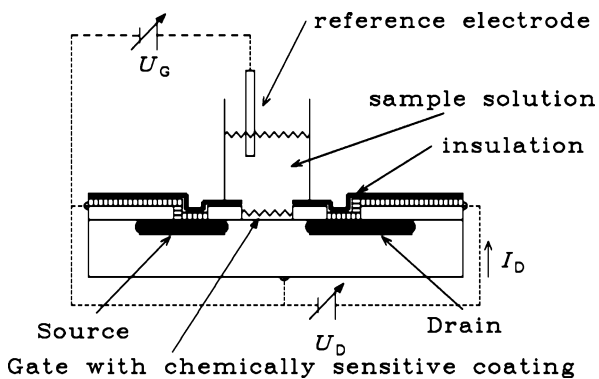 reference electrode
U_G
sample solution
insulation
I_D
Source
Drain
U_D
Gate with chemically sensitive coating